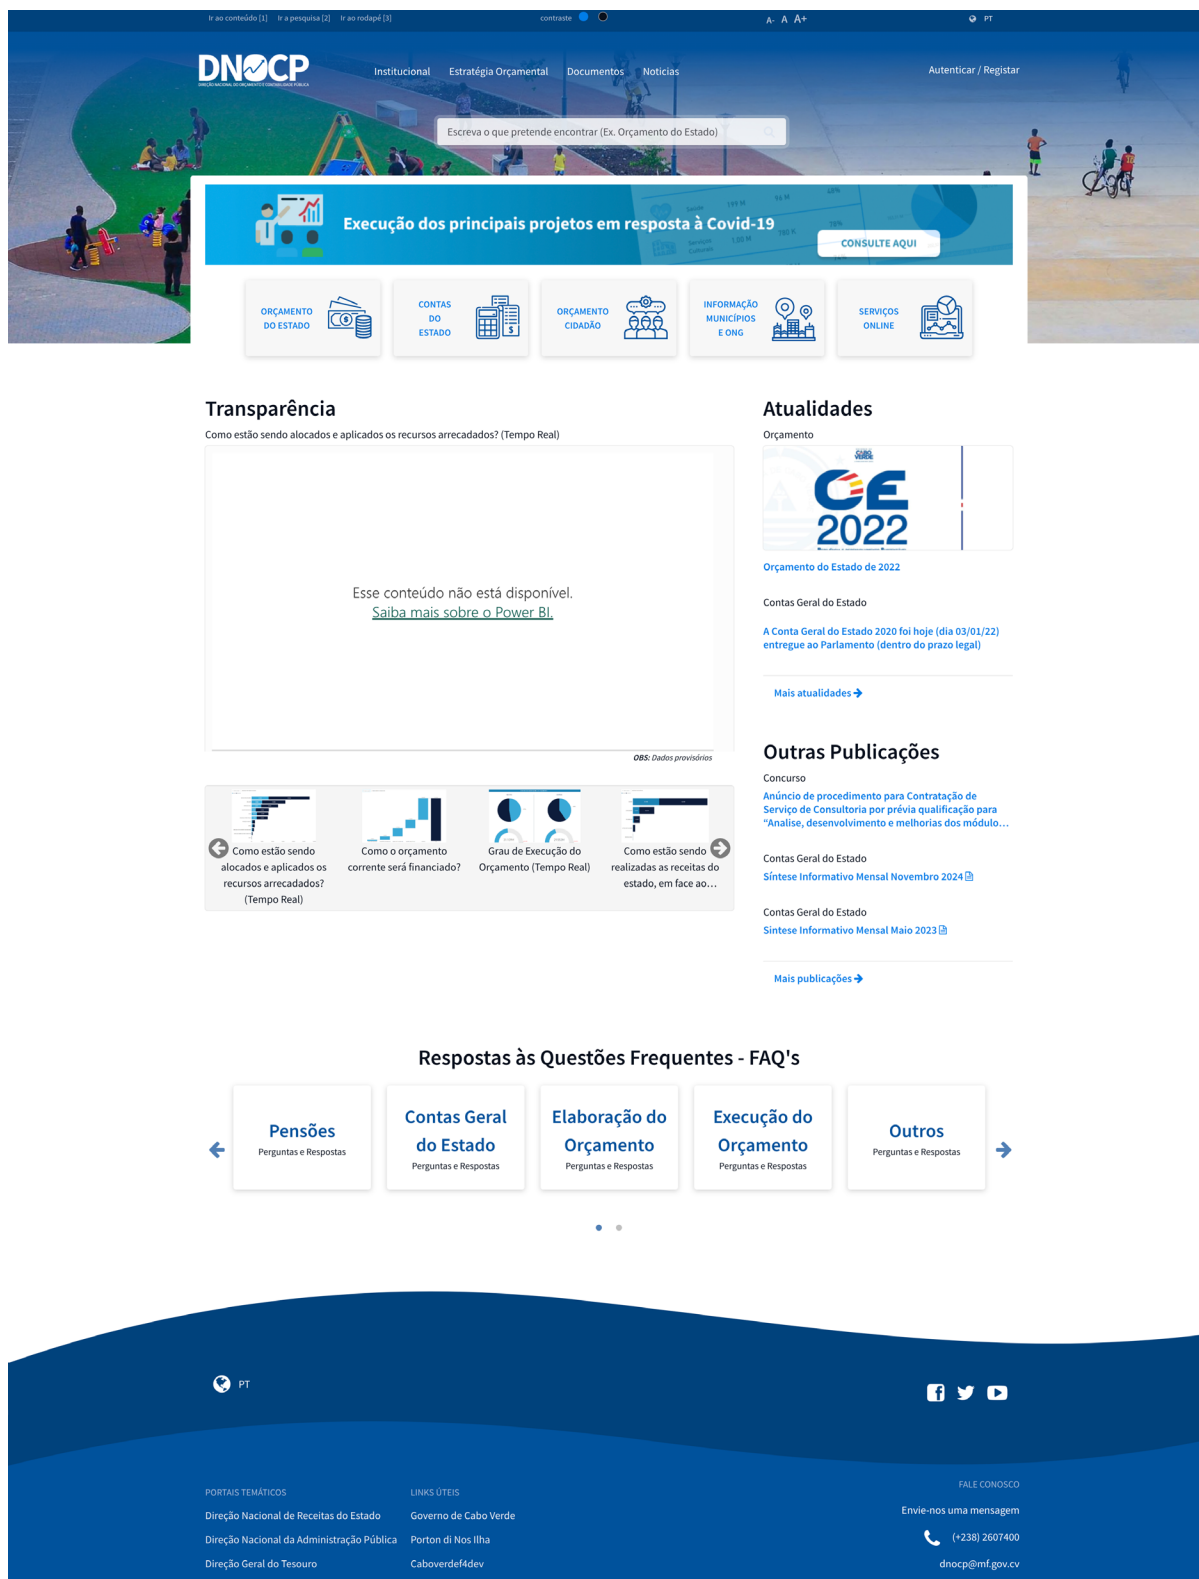 Ir ao conteúdo [1] Ir a pesquisa [2] Ir ao rodapé [3]
contraste
A- A A+
PT
DNOCP
DIREÇÃO NACIONAL DO ORÇAMENTO E CONTABILIDADE PÚBLICA
Institucional Estratégia Orçamental Documentos Noticias
Autenticar / Registar
Escreva o que pretende encontrar (Ex. Orçamento do Estado)
Execução dos principais projetos em resposta à Covid-19
CONSULTE AQUI
ORÇAMENTO
DO ESTADO
CONTAS
DO
ESTADO
ORÇAMENTO
CIDADÃO
INFORMAÇÃO
MUNICÍPIOS
E ONG
SERVIÇOS
ONLINE
Transparência
Como estão sendo alocados e aplicados os recursos arrecadados? (Tempo Real)
Esse conteúdo não está disponível.
Saiba mais sobre o Power BI.
OBS: Dados provisórios
Como estão sendo
alocados e aplicados os
recursos arrecadados?
(Tempo Real)
Como o orçamento
corrente será financiado?
Grau de Execução do
Orçamento (Tempo Real)
Como estão sendo
realizadas as receitas do
estado, em face ao...
Atualidades
Orçamento
CABO
VERDE
OE
2022
Orçamento do Estado de 2022
Contas Geral do Estado
A Conta Geral do Estado 2020 foi hoje (dia 03/01/22)
entregue ao Parlamento (dentro do prazo legal)
Mais atualidades
Outras Publicações
Concurso
Anúncio de procedimento para Contratação de
Serviço de Consultoria por prévia qualificação para
“Analise, desenvolvimento e melhorias dos módulo...
Contas Geral do Estado
Síntese Informativo Mensal Novembro 2024
Contas Geral do Estado
Sintese Informativo Mensal Maio 2023
Mais publicações
Respostas às Questões Frequentes - FAQ's
Pensões
Perguntas e Respostas
Contas Geral
do Estado
Perguntas e Respostas
Elaboração do
Orçamento
Perguntas e Respostas
Execução do
Orçamento
Perguntas e Respostas
Outros
Perguntas e Respostas
PT
PORTAIS TEMÁTICOS
Direção Nacional de Receitas do Estado
Direção Nacional da Administração Pública
Direção Geral do Tesouro
LINKS ÚTEIS
Governo de Cabo Verde
Porton di Nos Ilha
Caboverdef4dev
FALE CONOSCO
Envie-nos uma mensagem
(+238) 2607400
dnocp@mf.gov.cv